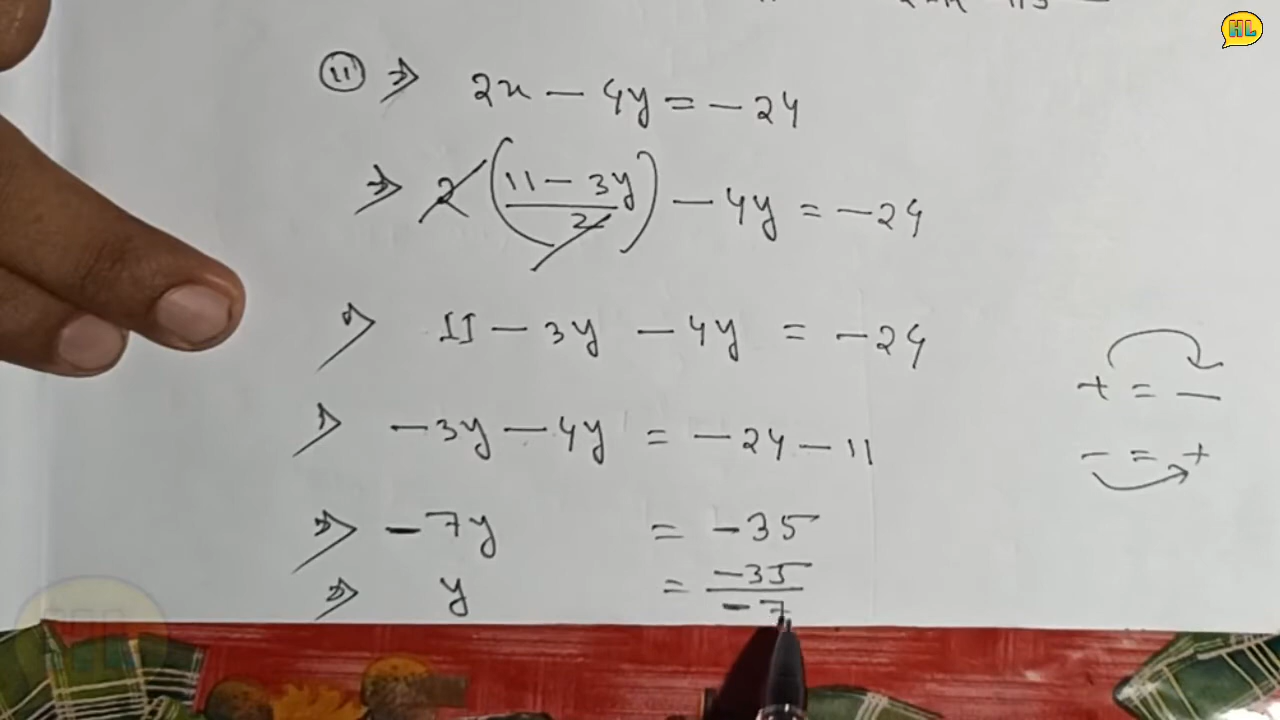 HL
(11) ⇒ 2x - 4y = -24
⇒ 2 (11 - 3y / 2) - 4y = -24
⇒ 11 - 3y - 4y = -24
⇒ -3y - 4y = -24 - 11
+ = -
- = +
⇒ -7y = -35
⇒ y = -35 / -7